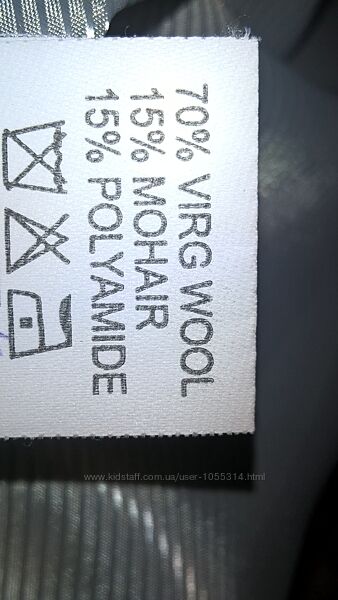 70% VIRG WOOL
15% MOHAIR
15% POLYAMIDE
www.kidstaff.com.ua/user-1055314.html